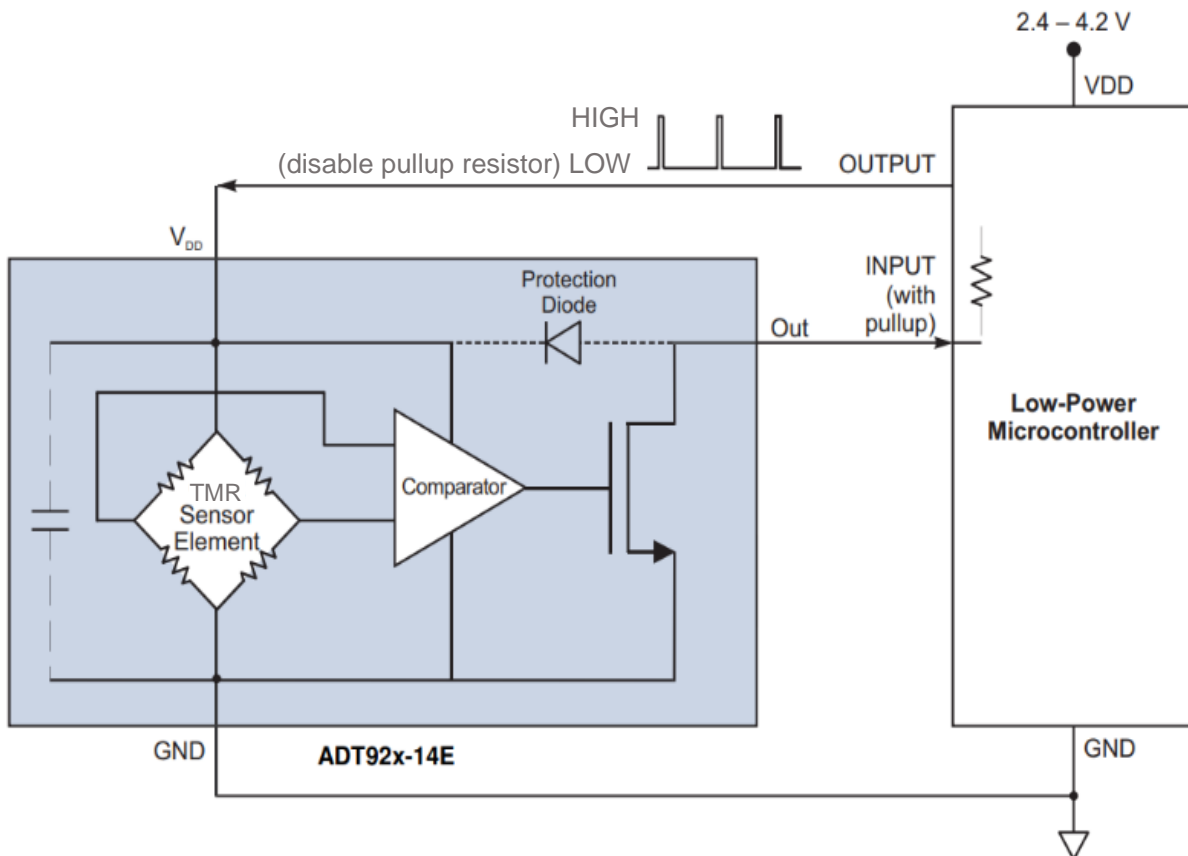 2.4 – 4.2 V
VDD
HIGH
(disable pullup resistor) LOW
OUTPUT
VDD
Protection
Diode
INPUT
(with
pullup)
Out
Low-Power
Microcontroller
TMR
Sensor
Element
Comparator
GND
ADT92x-14E
GND